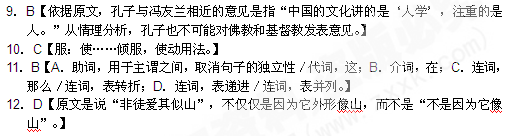 9. B【依据原文，孔子与冯友兰相近的意见是指“中国的文化讲的是‘人学’，注重的是
人。”从情理分析，孔子也不可能对佛教和基督教发表意见。】
10. C【服：使……倾服，使动用法。】
11. B【A．助词，用于主谓之间，取消句子的独立性/代词，这；B．介词，在；C．连词，
那么/连词，表转折；D．连词，表递进/连词，表并列。】
12. D【原文是说“非徒爱其似山”，不仅仅是因为它外形像山，而不是“不是因为它像
山”。】